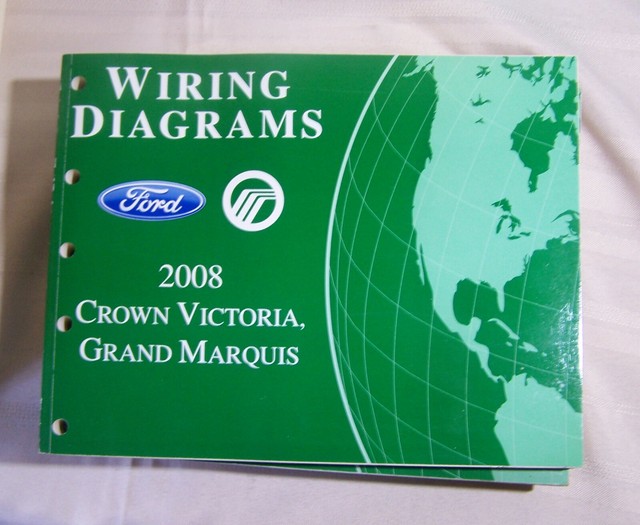 WIRING
DIAGRAMS
Ford
2008
CROWN VICTORIA,
GRAND MARQUIS